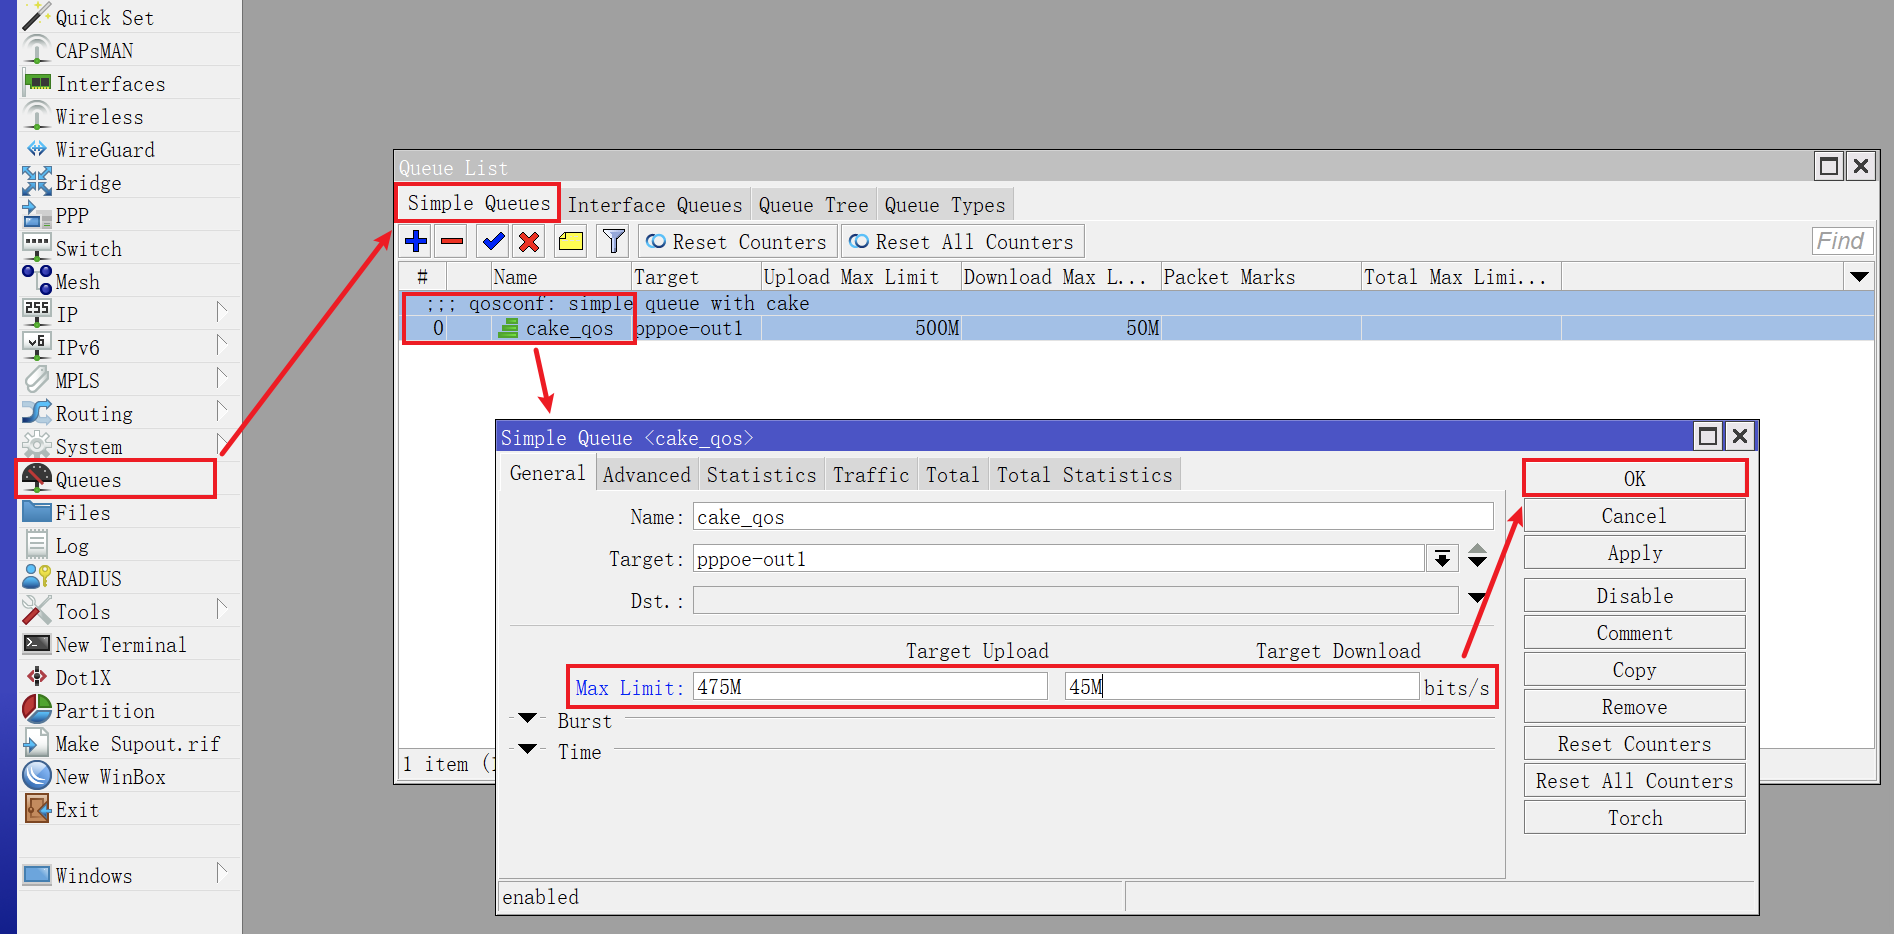 Quick Set
CAPsMAN
Interfaces
Wireless
WireGuard
Bridge
PPP
Switch
Mesh
255 IP
v6 IPv6
MPLS
Routing
System
Queues
Files
Log
RADIUS
Tools
New Terminal
Dot1X
Partition
Make Supout.rif
New WinBox
Exit
Windows
Queue List
Simple Queues Interface Queues Queue Tree Queue Types
Reset Counters Reset All Counters Find
# Name Target Upload Max Limit Download Max L... Packet Marks Total Max Limi...
;;; qosconf: simple queue with cake
0 cake_qos pppoe-out1 500M 50M
1 item (1
Simple Queue <cake_qos>
General Advanced Statistics Traffic Total Total Statistics
Name: cake_qos
Target: pppoe-out1
Dst.:
Target Upload Target Download
Max Limit: 475M 45M bits/s
Burst
Time
OK
Cancel
Apply
Disable
Comment
Copy
Remove
Reset Counters
Reset All Counters
Torch
enabled